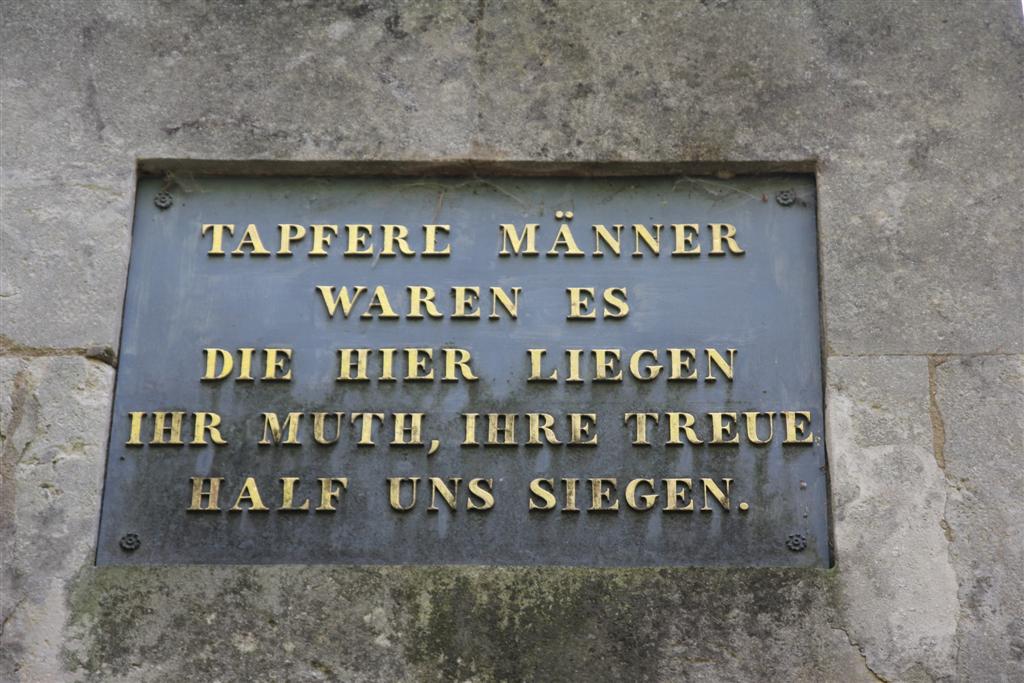 TAPFERE MÄNNER
WAREN ES
DIE HIER LIEGEN
IHR MUTH, IHRE TREUE
HALF UNS SIEGEN.